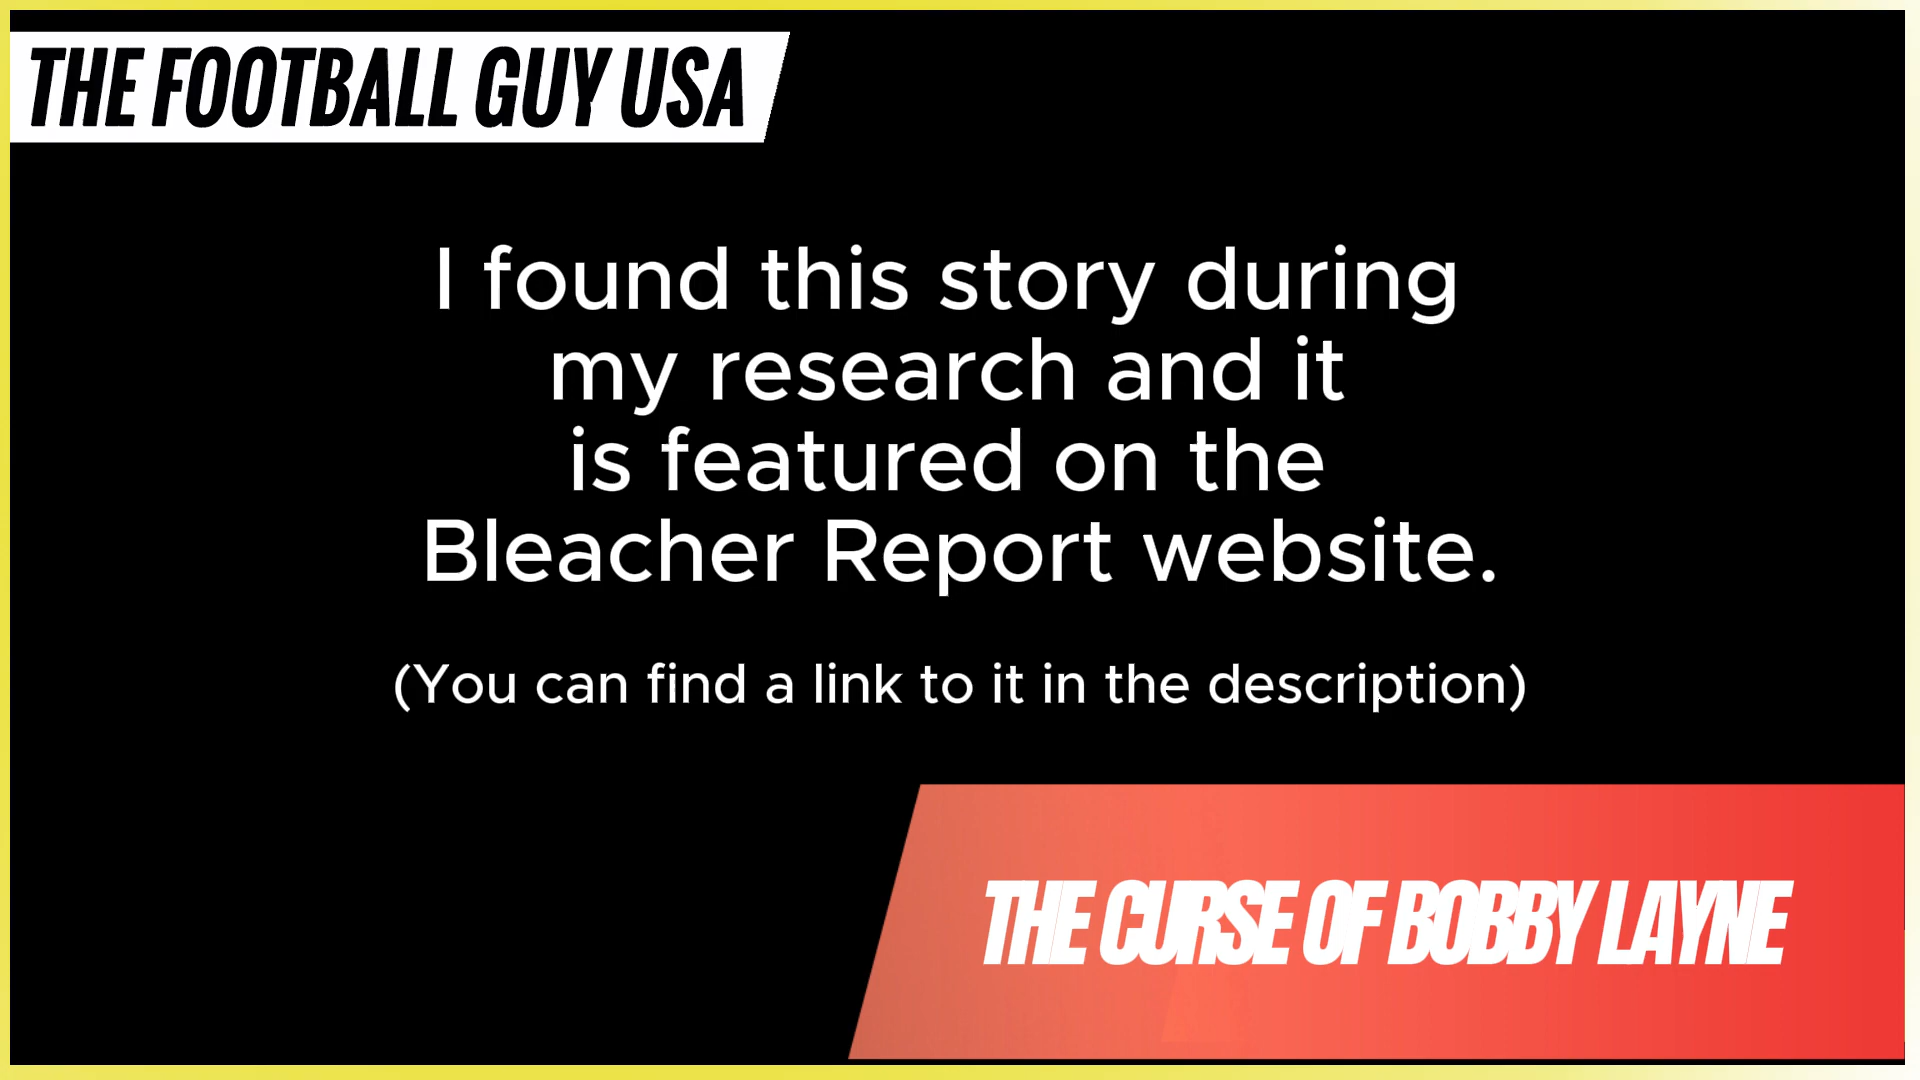 THE FOOTBALL GUY USA
I found this story during
my research and it
is featured on the
Bleacher Report website.
(You can find a link to it in the description)
THE CURSE OF BOBBY LAYNE